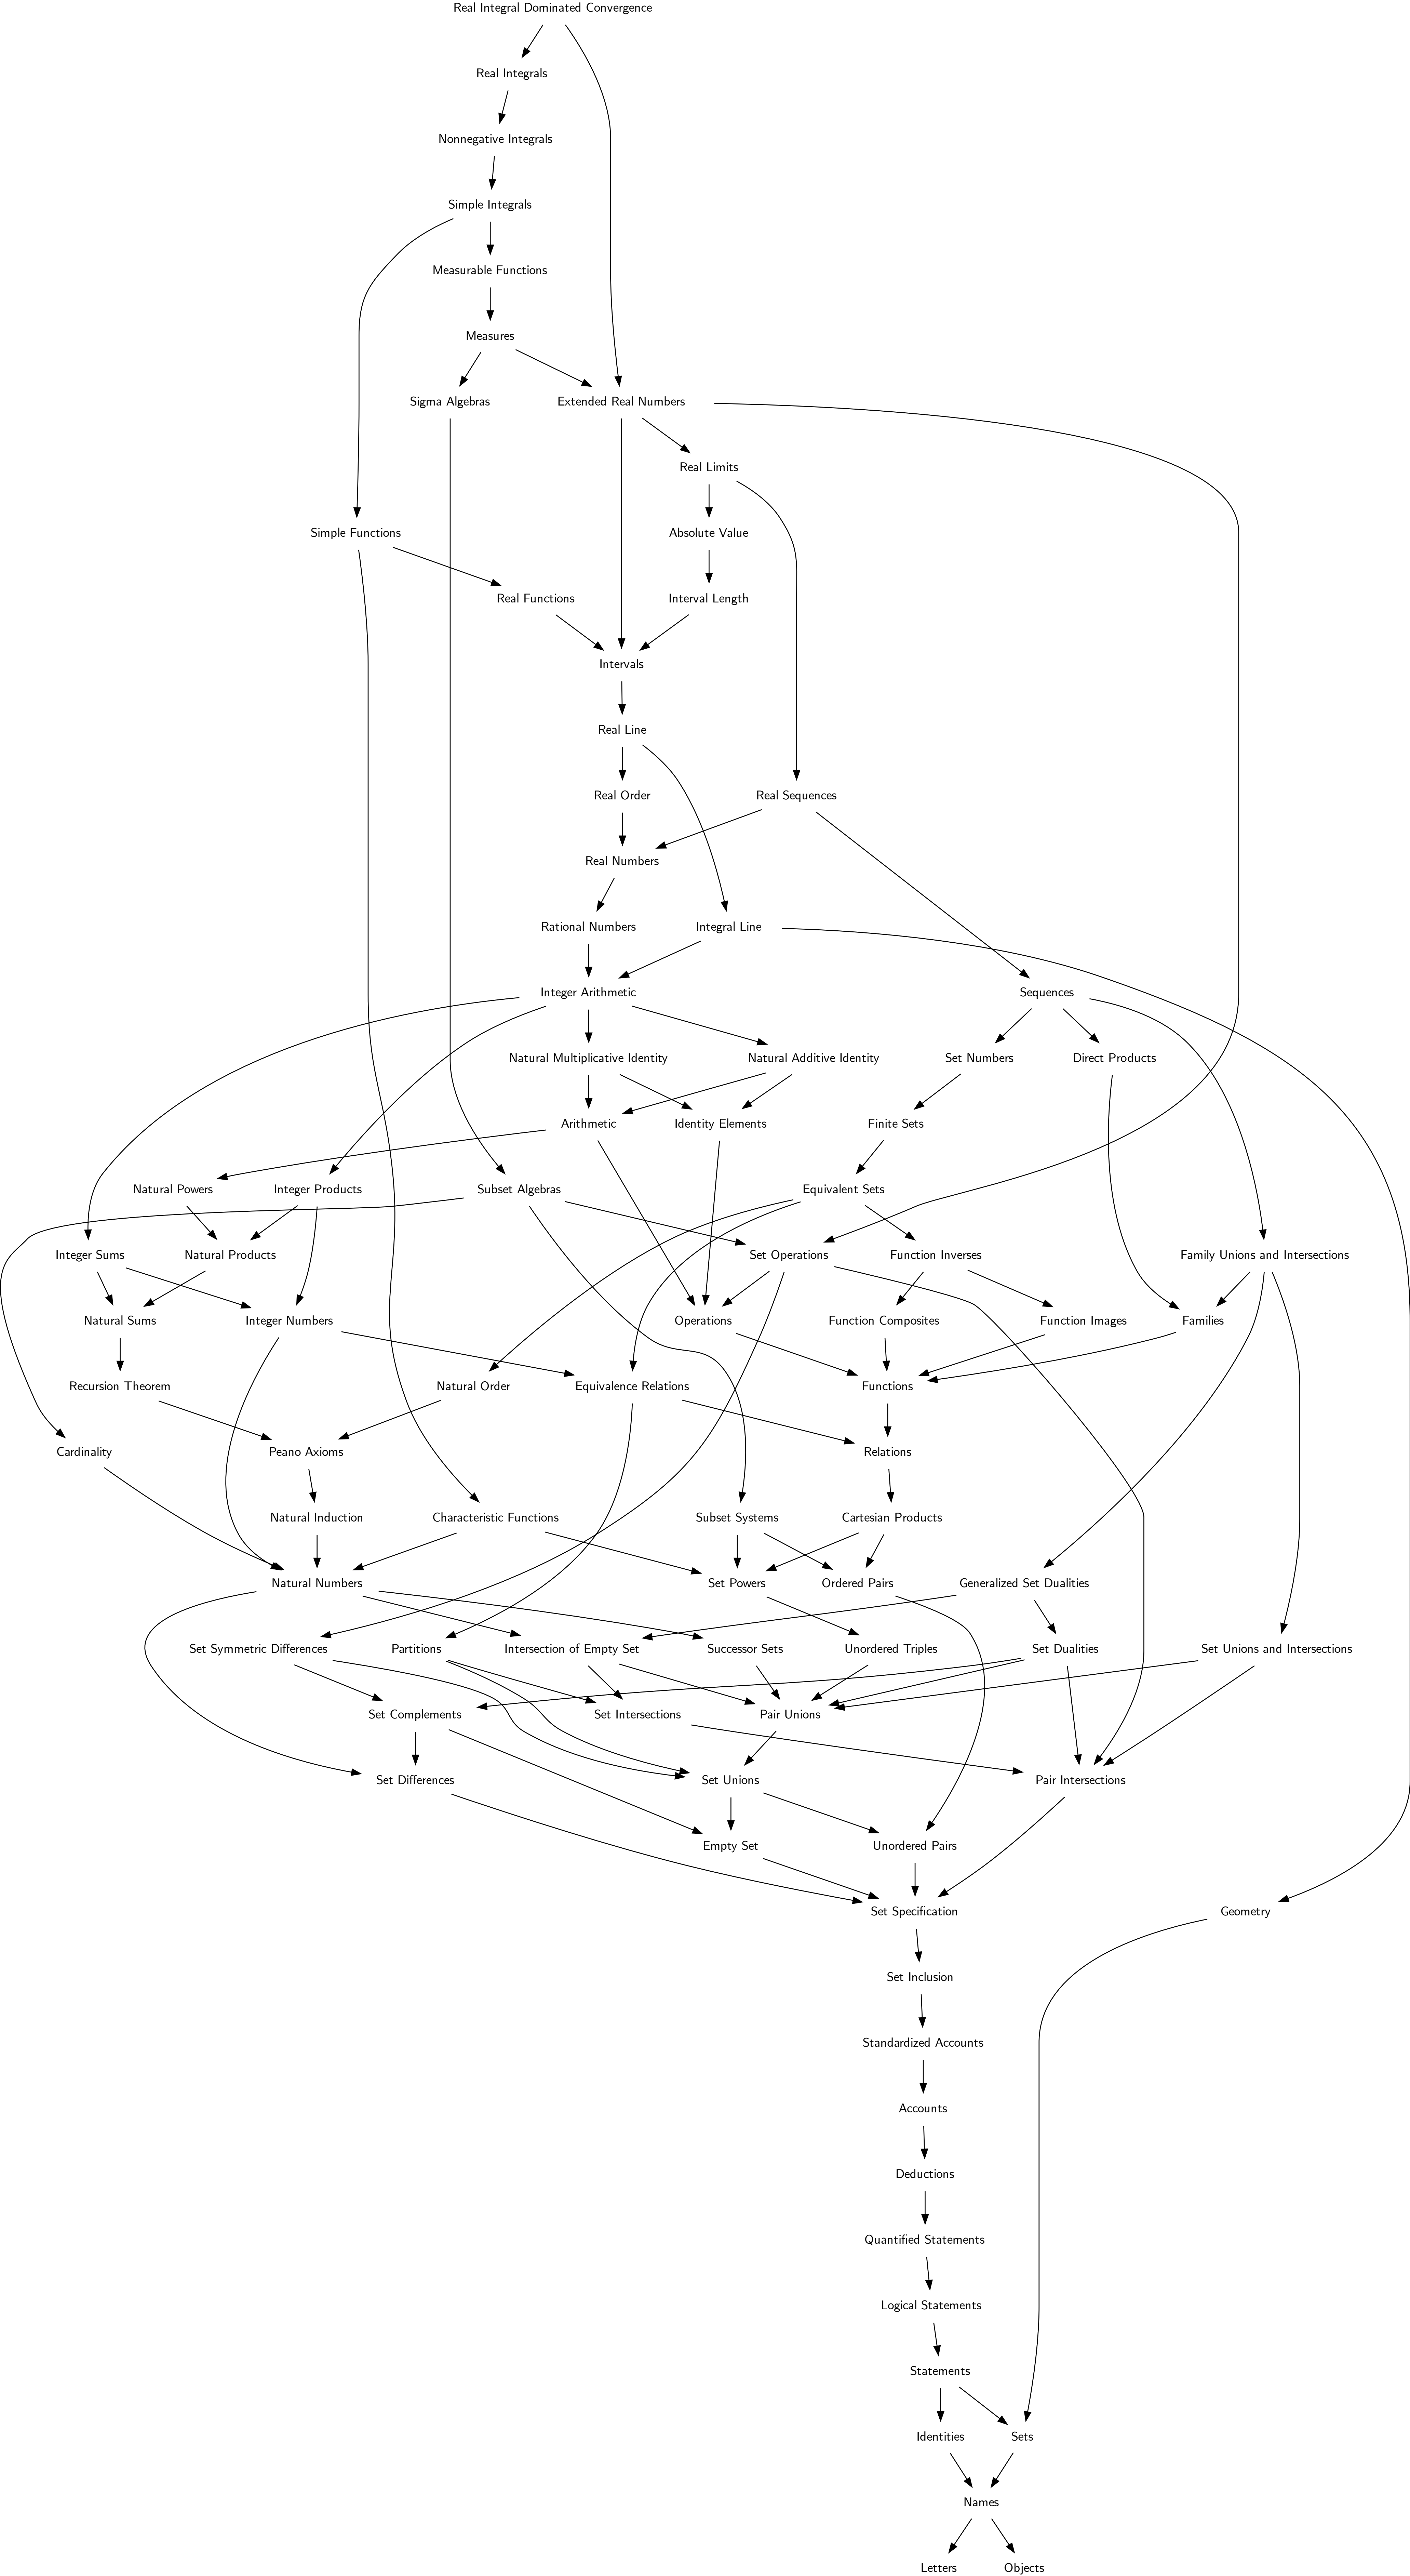 Real Integral Dominated Convergence
Real Integrals
Nonnegative Integrals
Simple Integrals
Measurable Functions
Measures
Sigma Algebras
Extended Real Numbers
Real Limits
Simple Functions
Absolute Value
Real Functions
Interval Length
Intervals
Real Line
Real Order
Real Sequences
Real Numbers
Rational Numbers
Integral Line
Integer Arithmetic
Sequences
Natural Multiplicative Identity
Natural Additive Identity
Set Numbers
Direct Products
Arithmetic
Identity Elements
Finite Sets
Natural Powers
Integer Products
Subset Algebras
Equivalent Sets
Integer Sums
Natural Products
Set Operations
Function Inverses
Family Unions and Intersections
Natural Sums
Integer Numbers
Operations
Function Composites
Function Images
Families
Recursion Theorem
Natural Order
Equivalence Relations
Functions
Cardinality
Peano Axioms
Relations
Natural Induction
Characteristic Functions
Subset Systems
Cartesian Products
Natural Numbers
Set Powers
Ordered Pairs
Generalized Set Dualities
Set Symmetric Differences
Partitions
Intersection of Empty Set
Successor Sets
Unordered Triples
Set Dualities
Set Unions and Intersections
Set Complements
Set Intersections
Pair Unions
Set Differences
Set Unions
Pair Intersections
Empty Set
Unordered Pairs
Set Specification
Geometry
Set Inclusion
Standardized Accounts
Accounts
Deductions
Quantified Statements
Logical Statements
Statements
Identities
Sets
Names
Letters
Objects